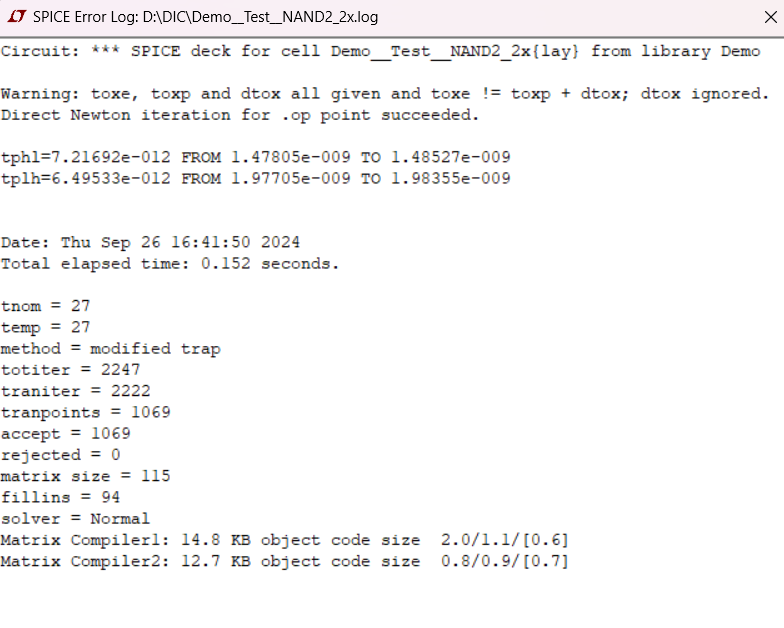 SPICE Error Log: D:\DIC\Demo__Test__NAND2_2x.log
Circuit: *** SPICE deck for cell Demo__Test__NAND2_2x{lay} from library Demo
Warning: toxe, toxp and dtox all given and toxe != toxp + dtox; dtox ignored.
Direct Newton iteration for .op point succeeded.
tphl=7.21692e-012 FROM 1.47805e-009 TO 1.48527e-009
tplh=6.49533e-012 FROM 1.97705e-009 TO 1.98355e-009
Date: Thu Sep 26 16:41:50 2024
Total elapsed time: 0.152 seconds.
tnom = 27
temp = 27
method = modified trap
totiter = 2247
traniter = 2222
tranpoints = 1069
accept = 1069
rejected = 0
matrix size = 115
fillins = 94
solver = Normal
Matrix Compiler1: 14.8 KB object code size  2.0/1.1/[0.6]
Matrix Compiler2: 12.7 KB object code size  0.8/0.9/[0.7]